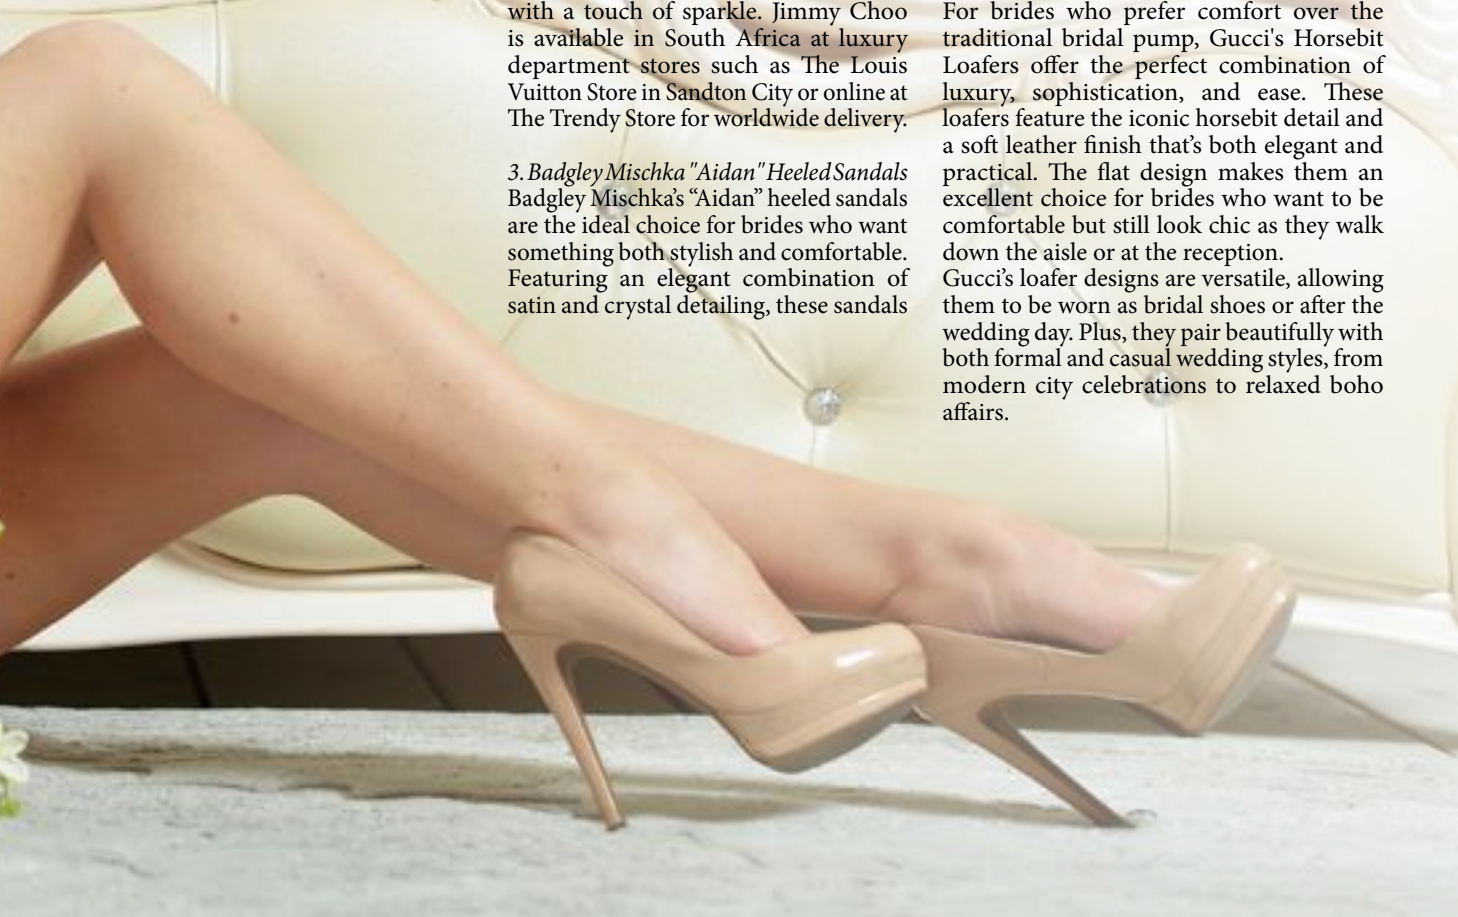 with a touch of sparkle. Jimmy Choo
is available in South Africa at luxury
department stores such as The Louis
Vuitton Store in Sandton City or online at
The Trendy Store for worldwide delivery.
3. Badgley Mischka "Aidan" Heeled Sandals
Badgley Mischka’s “Aidan” heeled sandals
are the ideal choice for brides who want
something both stylish and comfortable.
Featuring an elegant combination of
satin and crystal detailing, these sandals
For brides who prefer comfort over the
traditional bridal pump, Gucci's Horsebit
Loafers offer the perfect combination of
luxury, sophistication, and ease. These
loafers feature the iconic horsebit detail and
a soft leather finish that’s both elegant and
practical. The flat design makes them an
excellent choice for brides who want to be
comfortable but still look chic as they walk
down the aisle or at the reception.
Gucci’s loafer designs are versatile, allowing
them to be worn as bridal shoes or after the
wedding day. Plus, they pair beautifully with
both formal and casual wedding styles, from
modern city celebrations to relaxed boho
affairs.